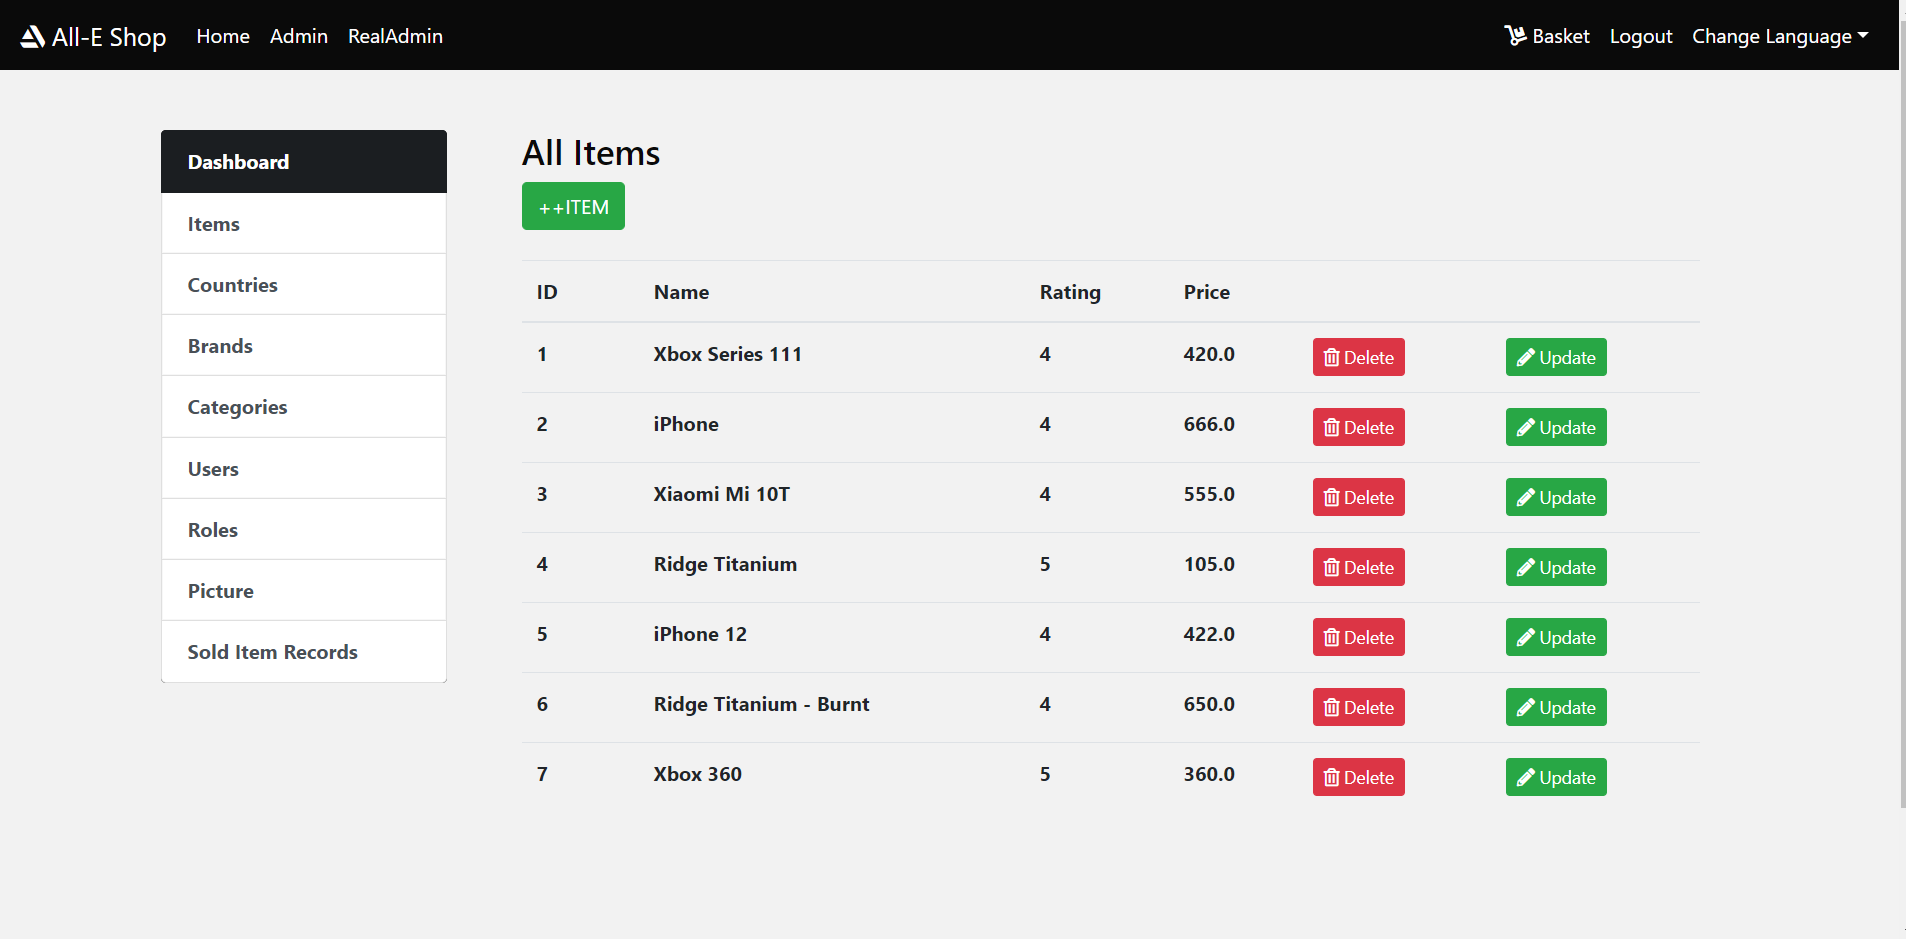 All-E Shop Home Admin RealAdmin Basket Logout Change Language
Dashboard
Items
Countries
Brands
Categories
Users
Roles
Picture
Sold Item Records
All Items
++ITEM
ID Name Rating Price
1 Xbox Series 111 4 420.0 Delete Update
2 iPhone 4 666.0 Delete Update
3 Xiaomi Mi 10T 4 555.0 Delete Update
4 Ridge Titanium 5 105.0 Delete Update
5 iPhone 12 4 422.0 Delete Update
6 Ridge Titanium - Burnt 4 650.0 Delete Update
7 Xbox 360 5 360.0 Delete Update